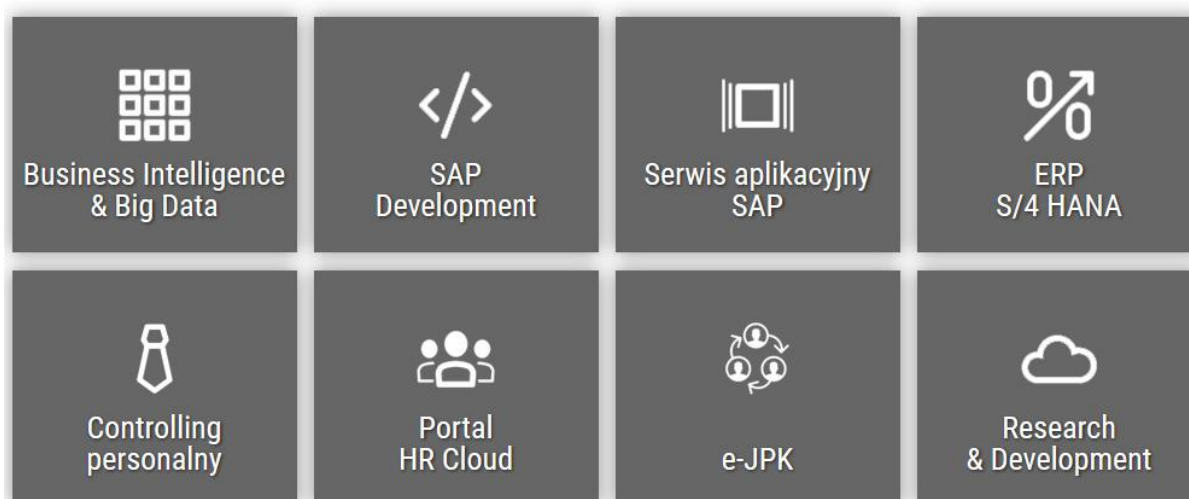 Business Intelligence
& Big Data
SAP
Development
Serwis aplikacyjny
SAP
ERP
S/4 HANA
Controlling
personalny
Portal
HR Cloud
e-JPK
Research
& Development